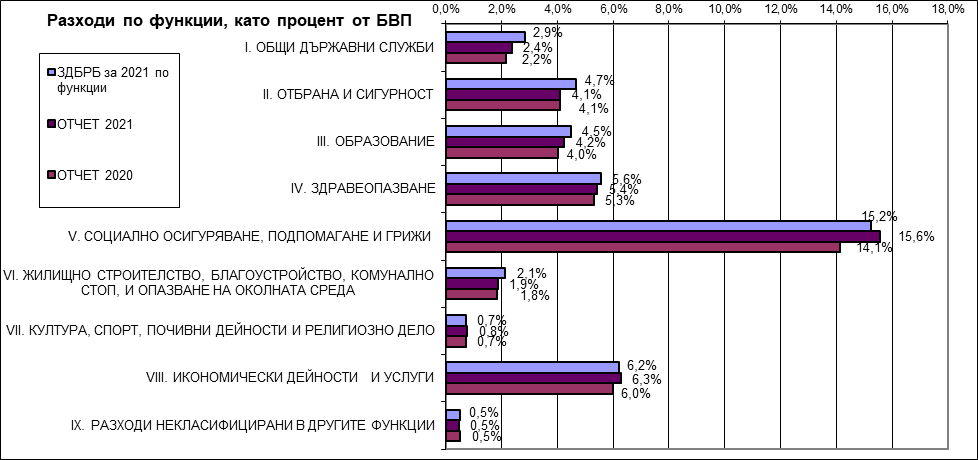 Разходи по функции, като процент от БВП
0,0% 2,0% 4,0% 6,0% 8,0% 10,0% 12,0% 14,0% 16,0% 18,0%
ЗДБРБ за 2021 по
функции
ОТЧЕТ 2021
ОТЧЕТ 2020
I. ОБЩИ ДЪРЖАВНИ СЛУЖБИ
2,9%
2,4%
2,2%
II. ОТБРАНА И СИГУРНОСТ
4,7%
4,1%
4,1%
III. ОБРАЗОВАНИЕ
4,5%
4,2%
4,0%
IV. ЗДРАВЕОПАЗВАНЕ
5,6%
5,4%
5,3%
V. СОЦИАЛНО ОСИГУРЯВАНЕ, ПОДПОМАГАНЕ И ГРИЖИ
15,2%
15,6%
14,1%
VI. ЖИЛИЩНО СТРОИТЕЛСТВО, БЛАГОУСТРОЙСТВО, КОМУНАЛНО
СТОП, И ОПАЗВАНЕ НА ОКОЛНАТА СРЕДА
2,1%
1,9%
1,8%
VII. КУЛТУРА, СПОРТ, ПОЧИВНИ ДЕЙНОСТИ И РЕЛИГИОЗНО ДЕЛО
0,7%
0,8%
0,7%
VIII. ИКОНОМИЧЕСКИ ДЕЙНОСТИ И УСЛУГИ
6,2%
6,3%
6,0%
IX. РАЗХОДИ НЕКЛАСИФИЦИРАНИ В ДРУГИТЕ ФУНКЦИИ
0,5%
0,5%
0,5%